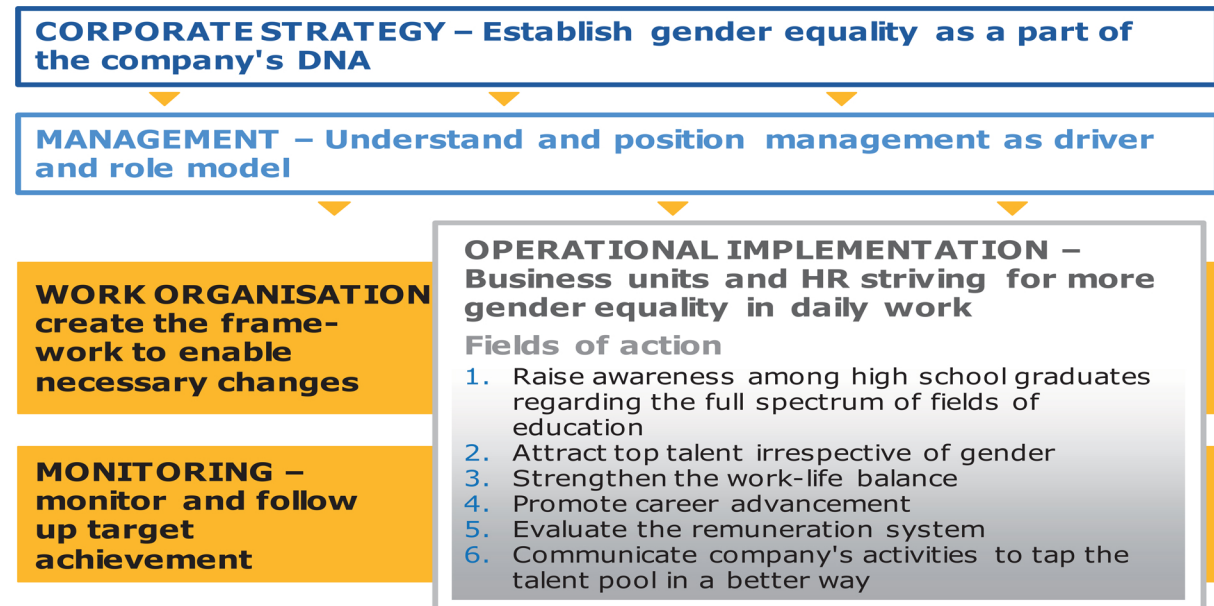 CORPORATE STRATEGY – Establish gender equality as a part of
the company's DNA
MANAGEMENT – Understand and position management as driver
and role model
WORK ORGANISATION
create the frame-
work to enable
necessary changes
MONITORING –
monitor and follow
up target
achievement
OPERATIONAL IMPLEMENTATION –
Business units and HR striving for more
gender equality in daily work
Fields of action
1. Raise awareness among high school graduates
regarding the full spectrum of fields of
education
2. Attract top talent irrespective of gender
3. Strengthen the work-life balance
4. Promote career advancement
5. Evaluate the remuneration system
6. Communicate company's activities to tap the
talent pool in a better way